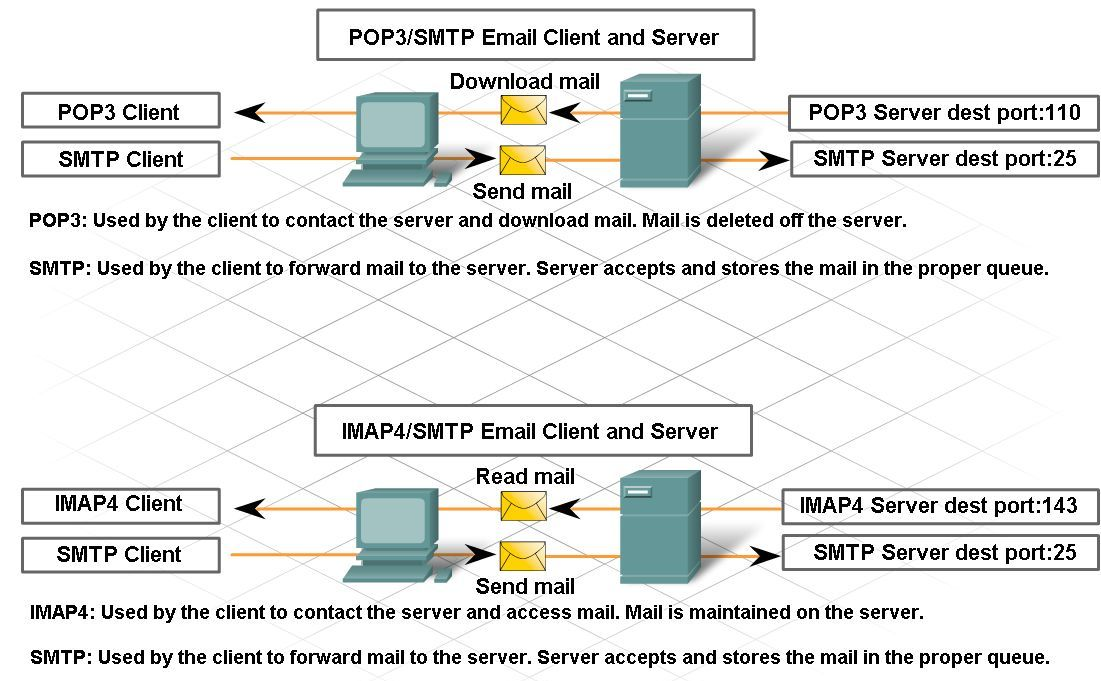 POP3/SMTP Email Client and Server
Download mail
POP3 Client
POP3 Server dest port:110
SMTP Client
SMTP Server dest port:25
Send mail
POP3: Used by the client to contact the server and download mail. Mail is deleted off the server.
SMTP: Used by the client to forward mail to the server. Server accepts and stores the mail in the proper queue.
IMAP4/SMTP Email Client and Server
Read mail
IMAP4 Client
IMAP4 Server dest port:143
SMTP Client
SMTP Server dest port:25
Send mail
IMAP4: Used by the client to contact the server and access mail. Mail is maintained on the server.
SMTP: Used by the client to forward mail to the server. Server accepts and stores the mail in the proper queue.